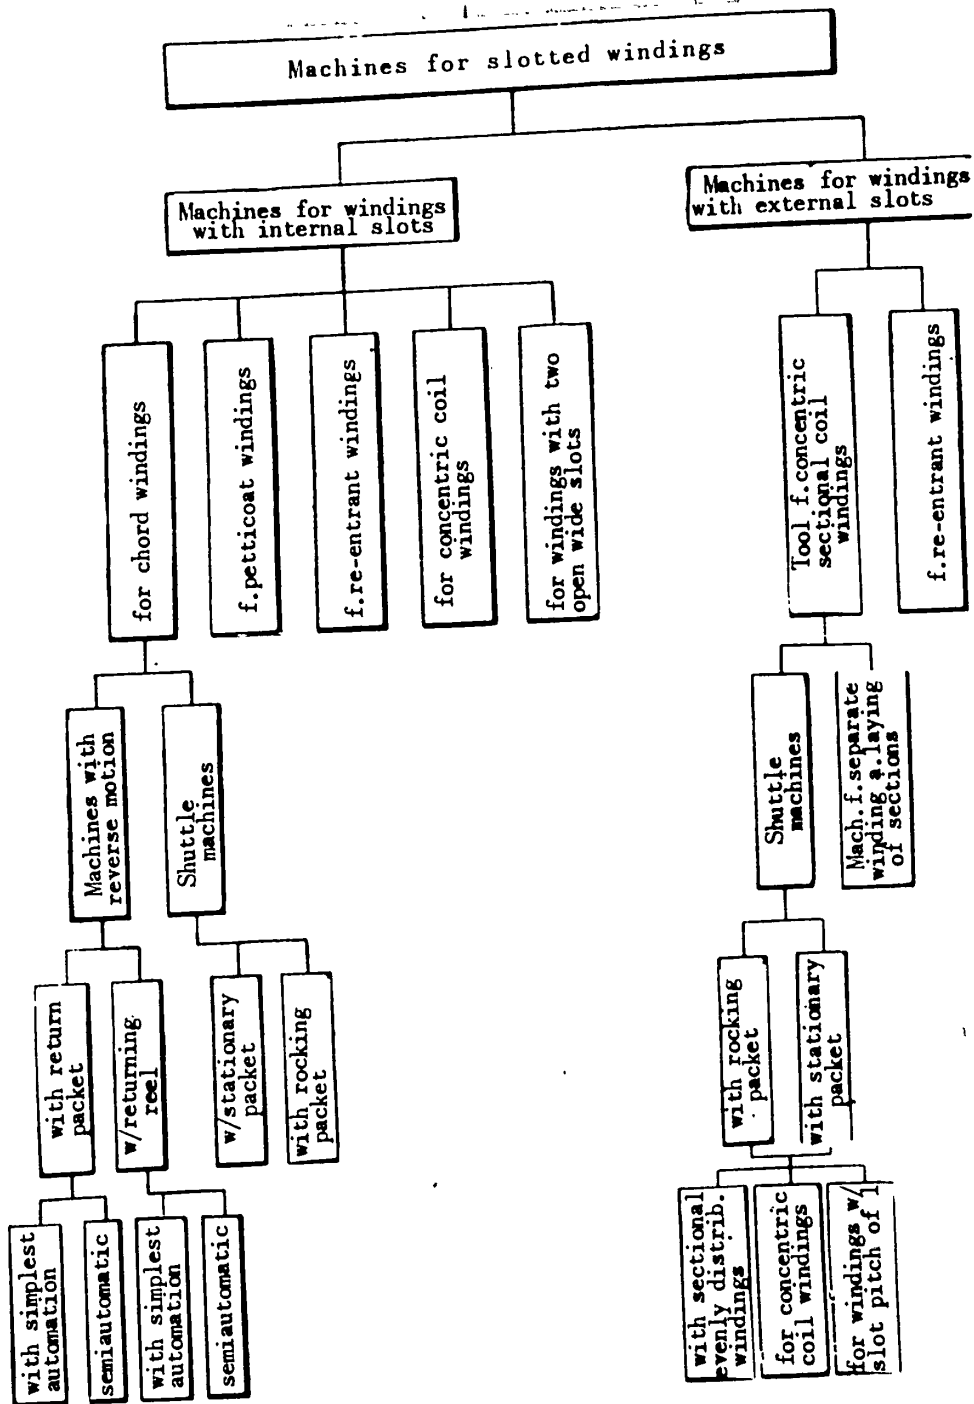 Machines for slotted windings
Machines for windings
with internal slots
Machines for windings
with external slots
for chord windings
f.petticoat windings
f.re-entrant windings
for concentric coil
windings
for windings with two
open wide slots
Tool f.concentric
sectional coil
windings
f.re-entrant windings
Machines with
reverse motion
Shuttle
machines
Shuttle
machines
Mach.f.separate
winding a.laying
of sections
with return
packet
w/returning
reel
w/stationary
packet
with rocking
packet
with rocking
packet
with stationary
packet
with simplest
automation
semiautomatic
with simplest
automation
semiautomatic
with sectional
evenly distrib.
windings
for concentric
coil windings
for windings w/
slot pitch of 1